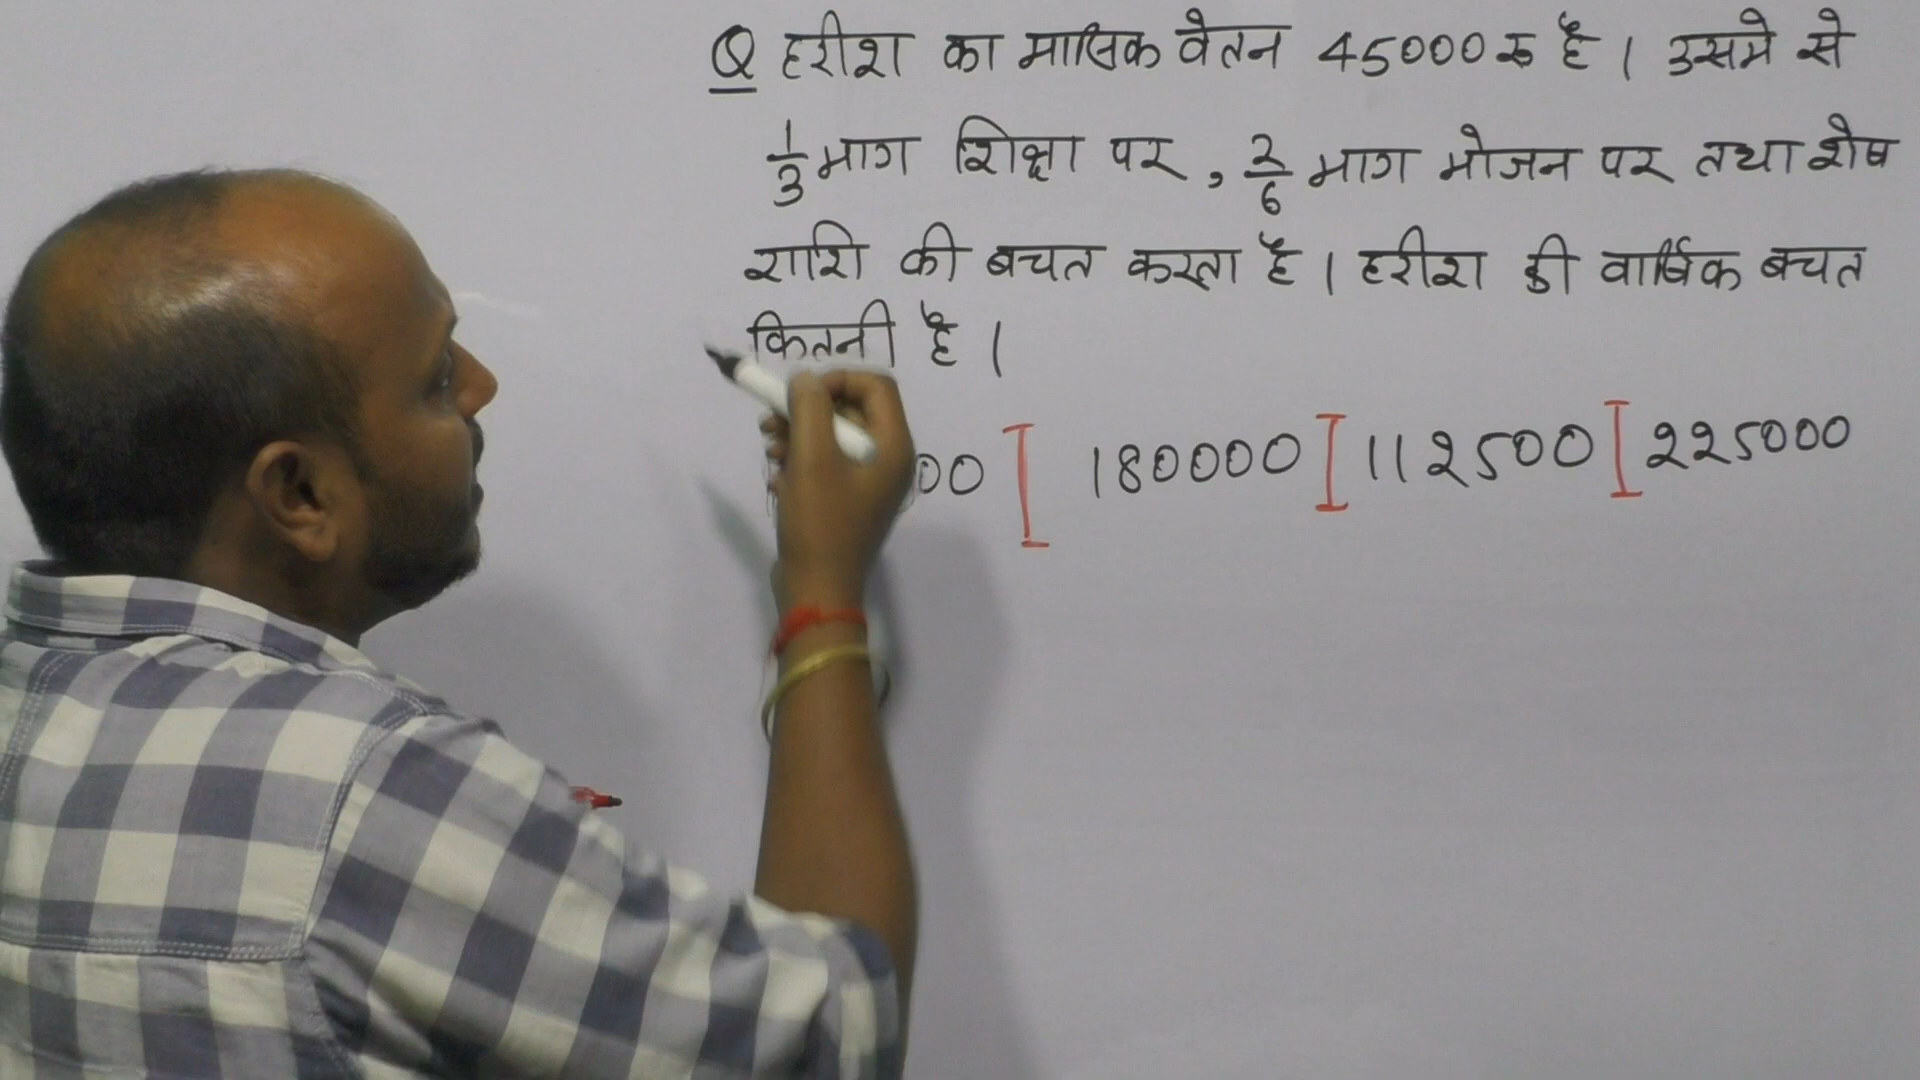 Q हरीश का मासिक वेतन 45000 रु है । उसमे से
1/3 भाग शिक्षा पर, 2/6 भाग भोजन पर तथा शेष
राशि की बचत करता है । हरीश की वार्षिक बचत
कितनी है ।
00 [ 180000 [ 112500 [ 225000